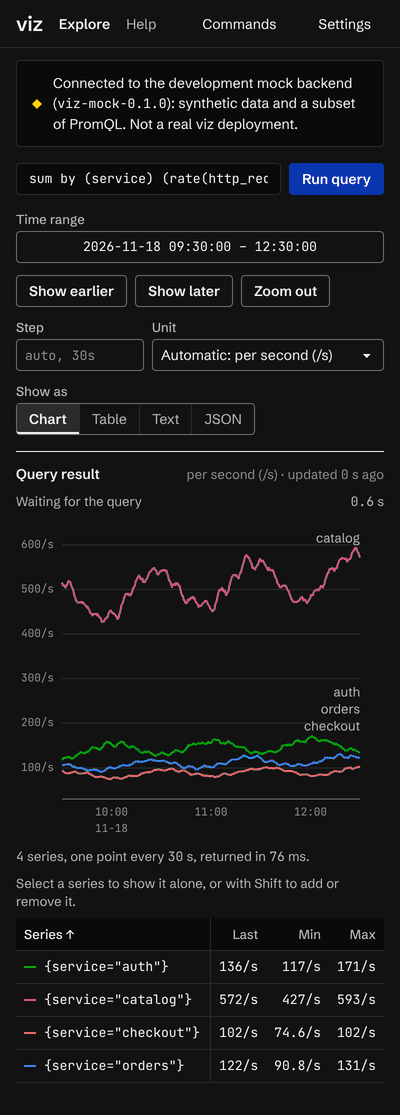 viz Explore Help Commands Settings
Connected to the development mock backend
(viz-mock-0.1.0): synthetic data and a subset
of PromQL. Not a real viz deployment.
sum by (service) (rate(http_rec Run query
Time range
2026-11-18 09:30:00 – 12:30:00
Show earlier Show later Zoom out
Step Unit
auto, 30s Automatic: per second (/s)
Show as
Chart Table Text JSON
Query result per second (/s) · updated 0 s ago
Waiting for the query 0.6 s
catalog
600/s
500/s
400/s
300/s
auth
orders
200/s
checkout
100/s
10:00 11:00 12:00
11-18
4 series, one point every 30 s, returned in 76 ms.
Select a series to show it alone, or with Shift to add or
remove it.
Series ↑ Last Min Max
{service="auth"} 136/s 117/s 171/s
{service="catalog"} 572/s 427/s 593/s
{service="checkout"} 102/s 74.6/s 102/s
{service="orders"} 122/s 90.8/s 131/s